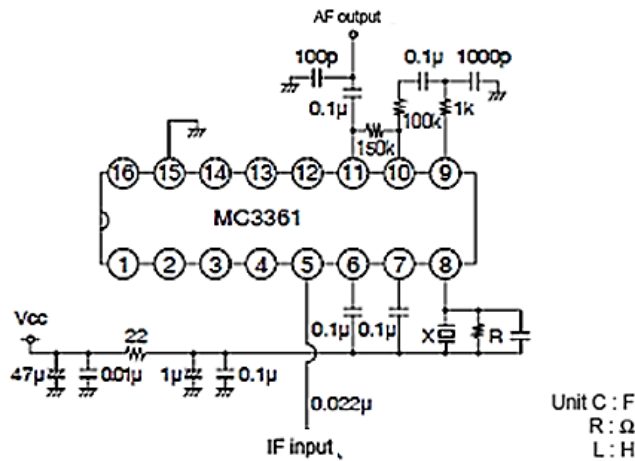 AF output
100p
0.1μ
1000p
0.1μ
100k
1k
150k
16 15 14 13 12 11 10 9
MC3361
1 2 3 4 5 6 7 8
Vcc
22
0.1μ 0.1μ
X
R
47μ
0.01μ
1μ
0.1μ
0.022μ
IF input
Unit C : F
R : Ω
L : H